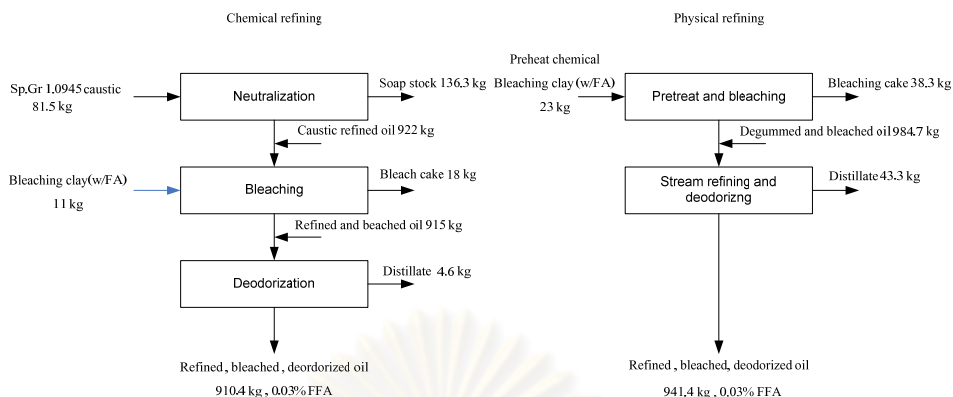 Chemical refining
Sp.Gr 1.0945 caustic
81.5 kg
Neutralization
Soap stock 136.3 kg
Caustic refined oil 922 kg
Bleaching clay(w/FA)
11 kg
Bleaching
Bleach cake 18 kg
Refined and beached oil 915 kg
Deodorization
Distillate 4.6 kg
Refined , bleached , deordorized oil
910.4 kg , 0.03% FFA
Physical refining
Preheat chemical
Bleaching clay (w/FA)
23 kg
Pretreat and bleaching
Bleaching cake 38.3 kg
Degummed and bleached oil 984.7 kg
Stream refining and
deodorizng
Distillate 43.3 kg
Refined , bleached, deodorized oil
941.4 kg , 0.03% FFA